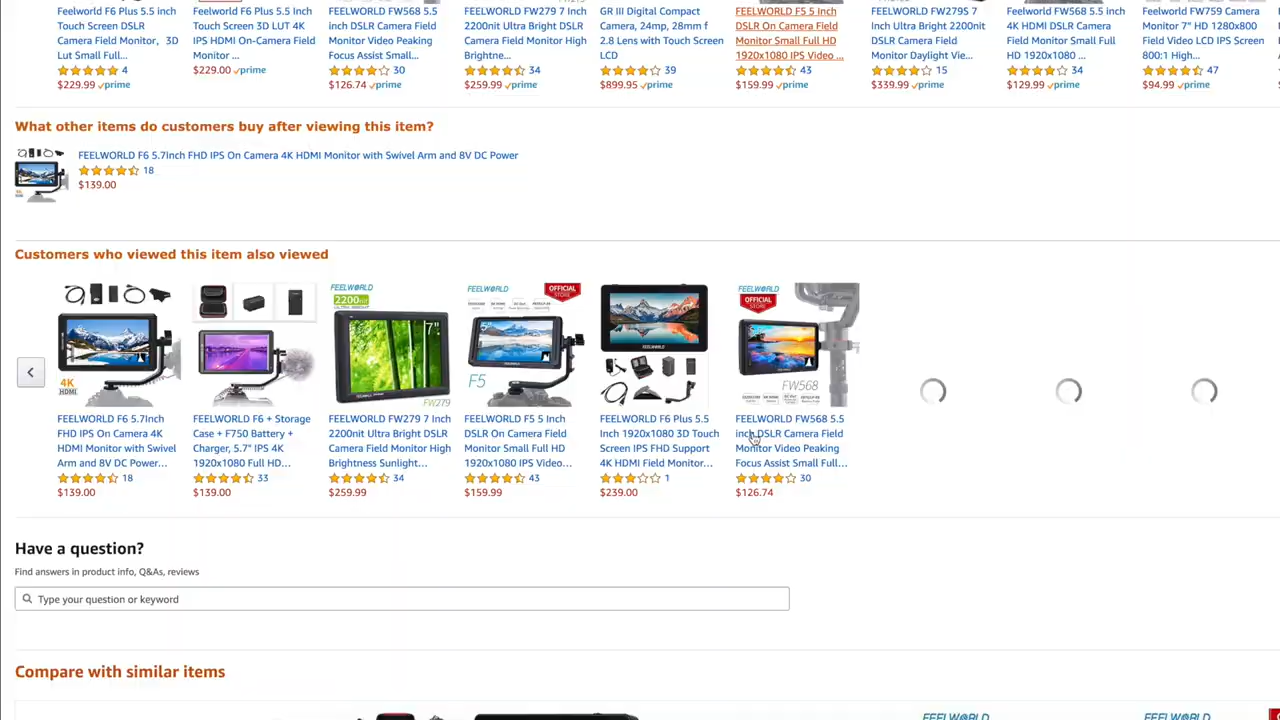 Feelworld F6 Plus 5.5 inch
Touch Screen DSLR
Camera Field Monitor,  3D
Lut Small Full...
4
$229.99 prime
Feelworld F6 Plus 5.5 inch
Touch Screen 3D LUT 4K
IPS HDMI On-Camera Field
Monitor ...
$229.00 prime
FEELWORLD FW568 5.5
inch DSLR Camera Field
Monitor Video Peaking
Focus Assist Small...
30
$126.74 prime
FEELWORLD FW279 7 Inch
2200nit Ultra Bright DSLR
Camera Field Monitor High
Brightne...
34
$259.99 prime
GR III Digital Compact
Camera, 24mp, 28mm f
2.8 Lens with Touch Screen
LCD
39
$899.95 prime
FEELWORLD F5 5 Inch
DSLR On Camera Field
Monitor Small Full HD
1920x1080 IPS Video ...
43
$159.99 prime
FEELWORLD FW279S 7
Inch Ultra Bright 2200nit
DSLR Camera Field
Monitor Daylight Vie...
15
$339.99 prime
Feelworld FW568 5.5 inch
4K HDMI DSLR Camera
Field Monitor Small Full
HD 1920x1080 ...
34
$129.99 prime
FEELWORLD FW759 Camera
Monitor 7" HD 1280x800
Field Video LCD IPS Screen
800:1 High...
47
$94.99 prime
What other items do customers buy after viewing this item?
FEELWORLD F6 5.7Inch FHD IPS On Camera 4K HDMI Monitor with Swivel Arm and 8V DC Power
18
$139.00
Customers who viewed this item also viewed
4K
HDMI
FEELWORLD F6 5.7Inch
FHD IPS On Camera 4K
HDMI Monitor with Swivel
Arm and 8V DC Power...
18
$139.00
FEELWORLD F6 + Storage
Case + F750 Battery +
Charger, 5.7" IPS 4K
1920x1080 Full HD...
33
$139.00
FEELWORLD
2200nit
7"
FW279
FEELWORLD FW279 7 Inch
2200nit Ultra Bright DSLR
Camera Field Monitor High
Brightness Sunlight...
34
$259.99
FEELWORLD
OFFICIAL
STORE
5"
F5
FEELWORLD F5 5 Inch
DSLR On Camera Field
Monitor Small Full HD
1920x1080 IPS Video...
43
$159.99
FEELWORLD
FEELWORLD F6 Plus 5.5
Inch 1920x1080 3D Touch
Screen IPS FHD Support
4K HDMI Field Monitor...
1
$239.00
FEELWORLD
OFFICIAL
STORE
FW568
FEELWORLD FW568 5.5
inch DSLR Camera Field
Monitor Video Peaking
Focus Assist Small Full...
30
$126.74
Have a question?
Find answers in product info, Q&As, reviews
Type your question or keyword
Compare with similar items
FEELWORLD
FEELWORLD